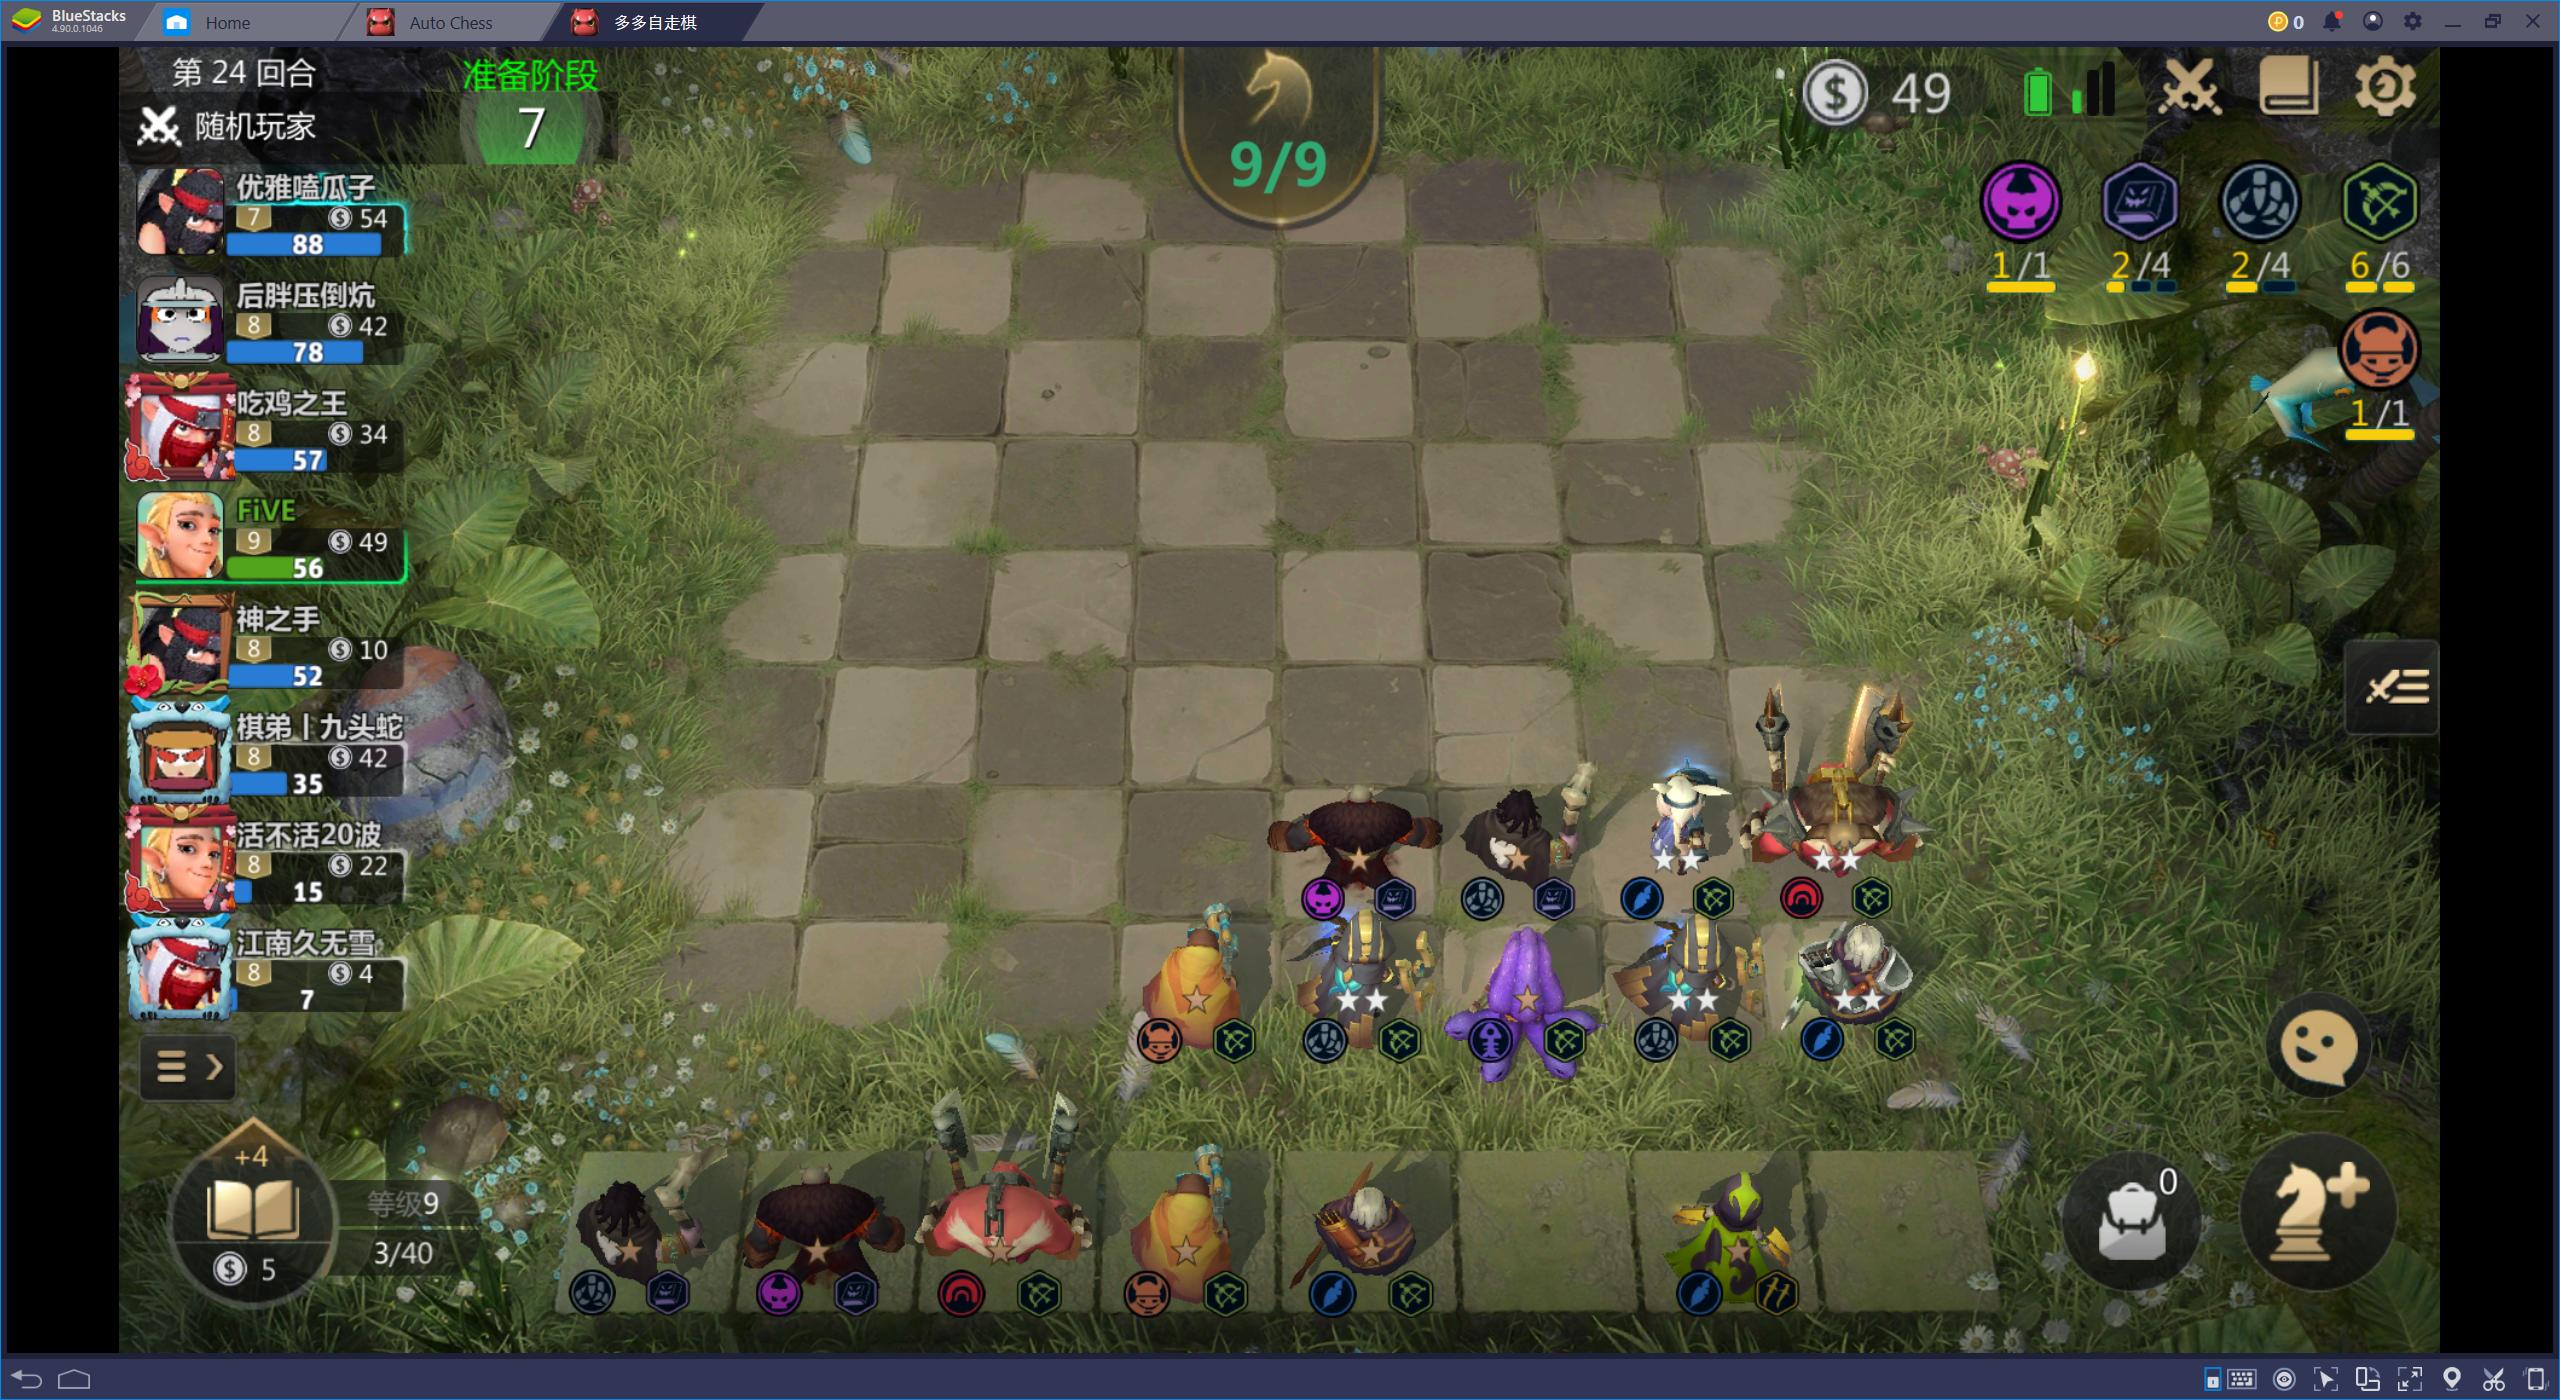 BlueStacks
4.90.0.1046
Home
Auto Chess
多多自走棋
0
第 24 回合
准备阶段
随机玩家
7
9/9
49
优雅嗑瓜子
7 54
88
后胖压倒炕
8 42
78
吃鸡之王
8 34
57
FiVE
9 49
56
神之手
8 10
52
棋弟丨九头蛇
8 42
35
活不活20波
8 22
15
江南久无雪
8 4
7
1/1
2/4
2/4
6/6
1/1
+4
等级9
3/40
5
0